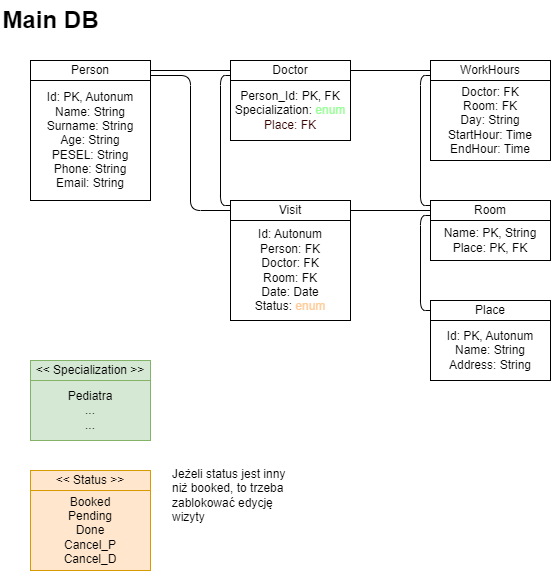 Main DB
Person
Id: PK, Autonum
Name: String
Surname: String
Age: String
PESEL: String
Phone: String
Email: String
Doctor
Person_Id: PK, FK
Specialization: enum
Place: FK
WorkHours
Doctor: FK
Room: FK
Day: String
StartHour: Time
EndHour: Time
Visit
Id: Autonum
Person: FK
Doctor: FK
Room: FK
Date: Date
Status: enum
Room
Name: PK, String
Place: PK, FK
Place
Id: PK, Autonum
Name: String
Address: String
<< Specialization >>
Pediatra
...
...
<< Status >>
Booked
Pending
Done
Cancel_P
Cancel_D
Jeżeli status jest inny
niż booked, to trzeba
zablokować edycję
wizyty